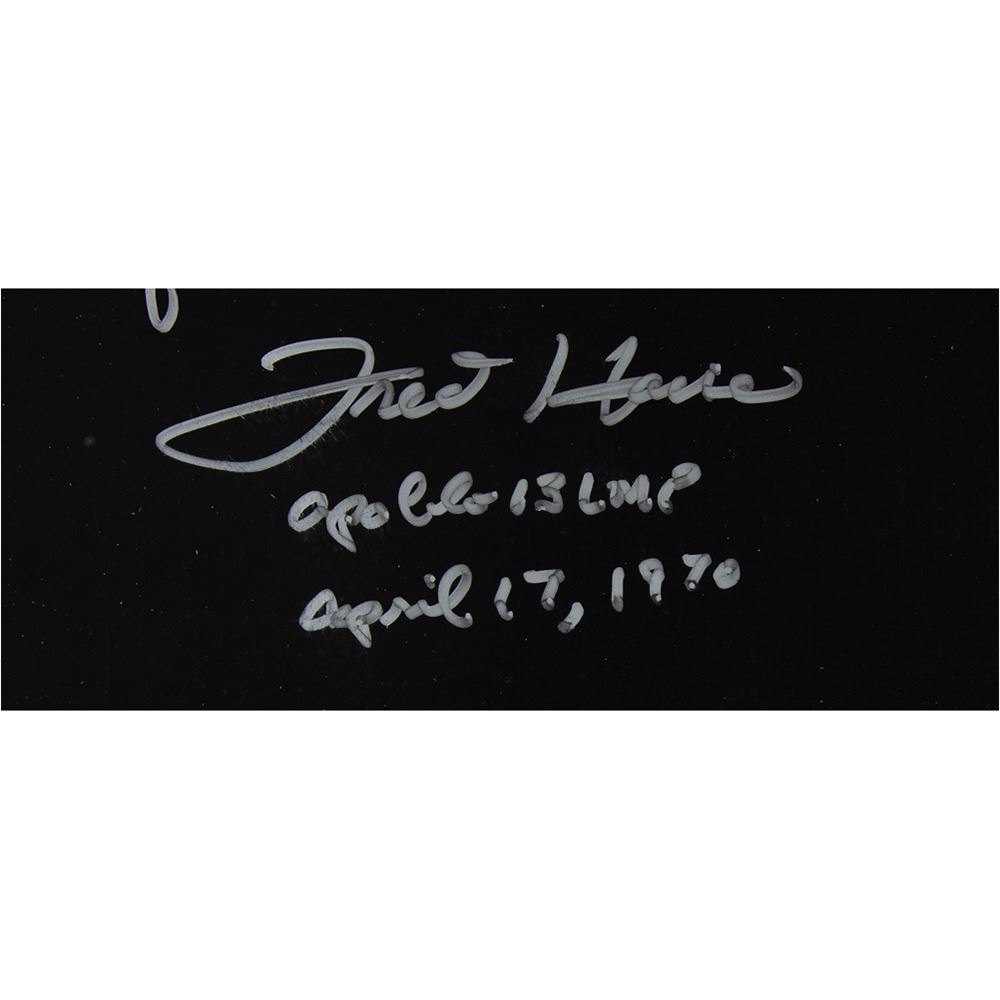 Fred Haise
Apollo 13 LMP
April 17, 1970